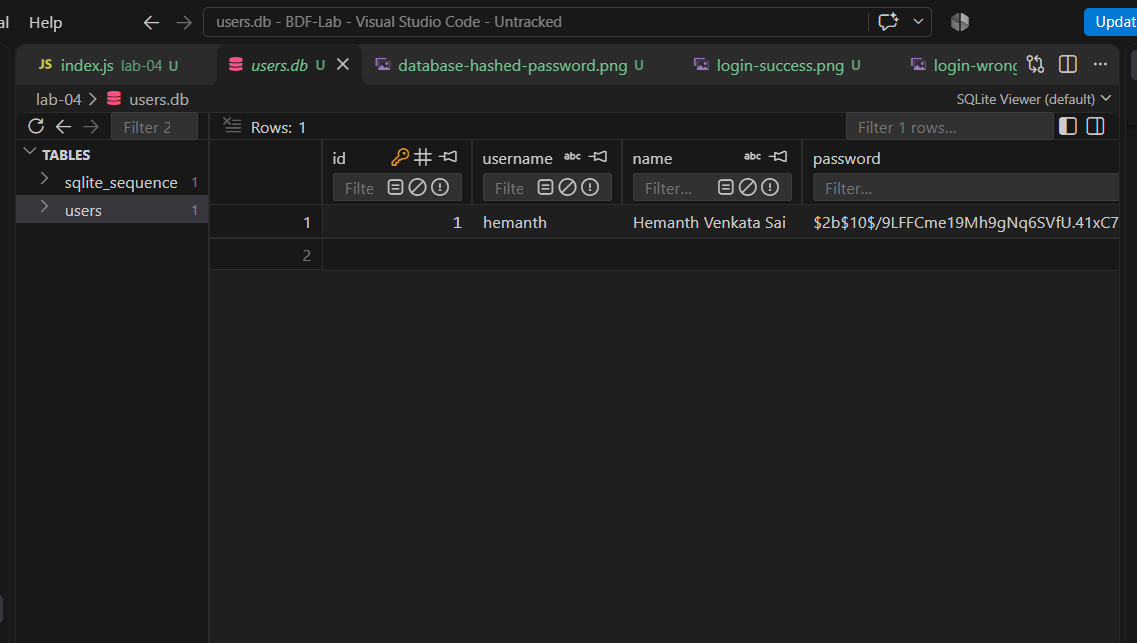 al Help users.db - BDF-Lab - Visual Studio Code - Untracked Updat
JS index.js lab-04 U users.db U database-hashed-password.png U login-success.png U login-wrong
lab-04 > users.db SQLite Viewer (default)
Filter 2 Rows: 1 Filter 1 rows...
TABLES
sqlite_sequence 1
users 1
id username abc name abc password
Filte Filte Filter... Filter...
1 1 hemanth Hemanth Venkata Sai $2b$10$/9LFFCme19Mh9gNq6SVfU.41xC7
2